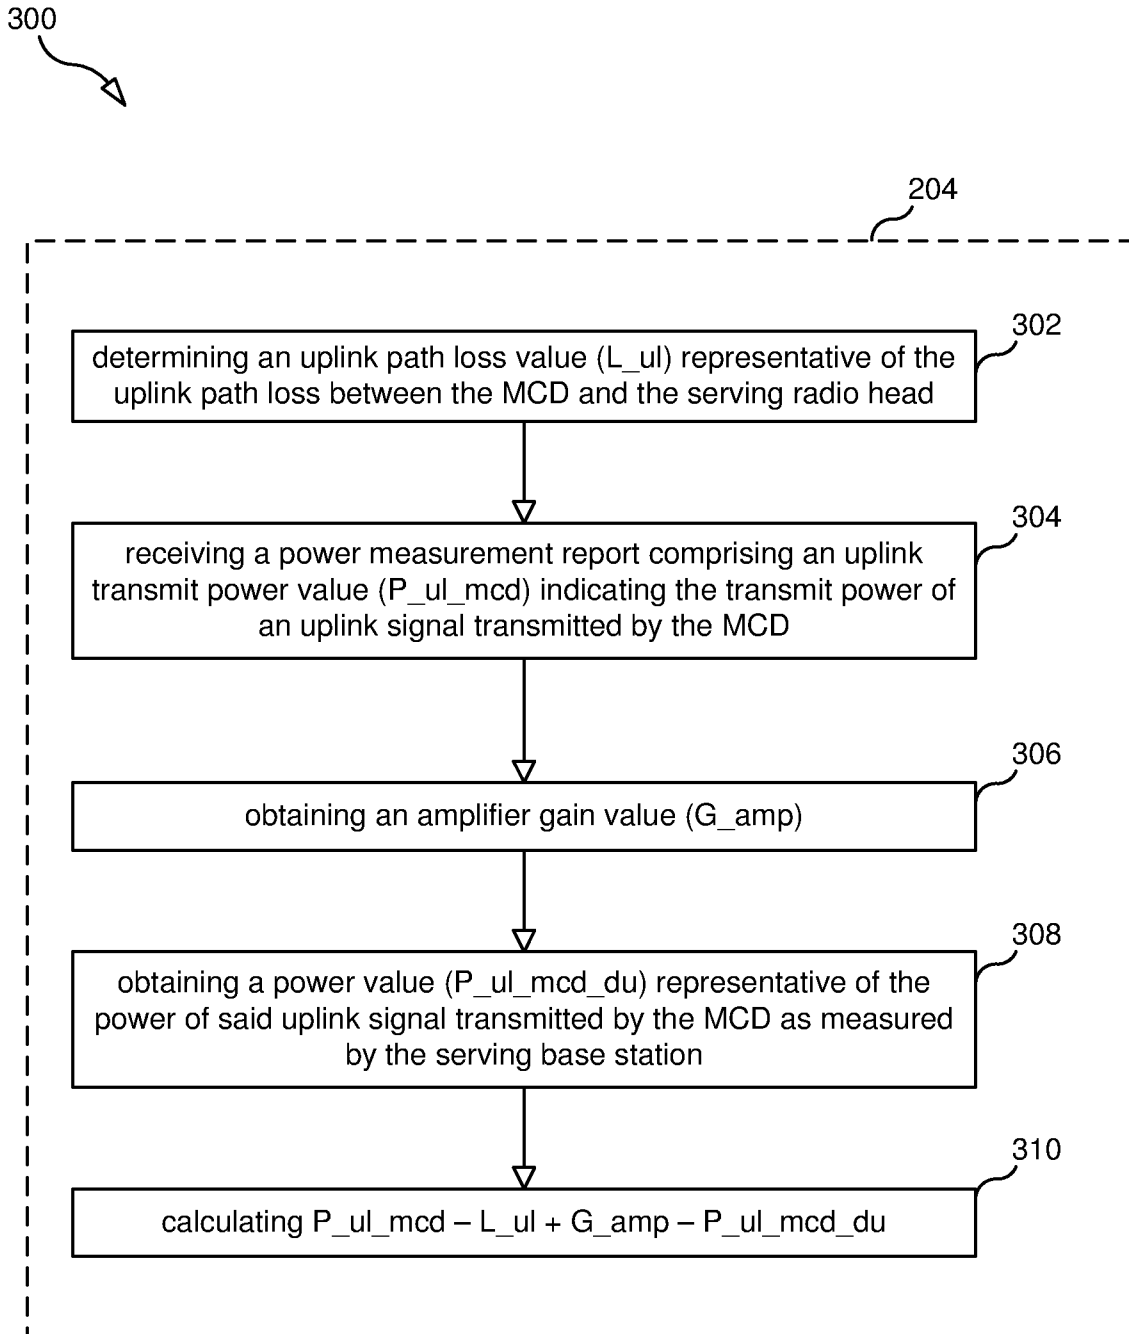 300
204
302
determining an uplink path loss value (L_ul) representative of the
uplink path loss between the MCD and the serving radio head
304
receiving a power measurement report comprising an uplink
transmit power value (P_ul_mcd) indicating the transmit power of
an uplink signal transmitted by the MCD
306
obtaining an amplifier gain value (G_amp)
308
obtaining a power value (P_ul_mcd_du) representative of the
power of said uplink signal transmitted by the MCD as measured
by the serving base station
310
calculating P_ul_mcd – L_ul + G_amp – P_ul_mcd_du